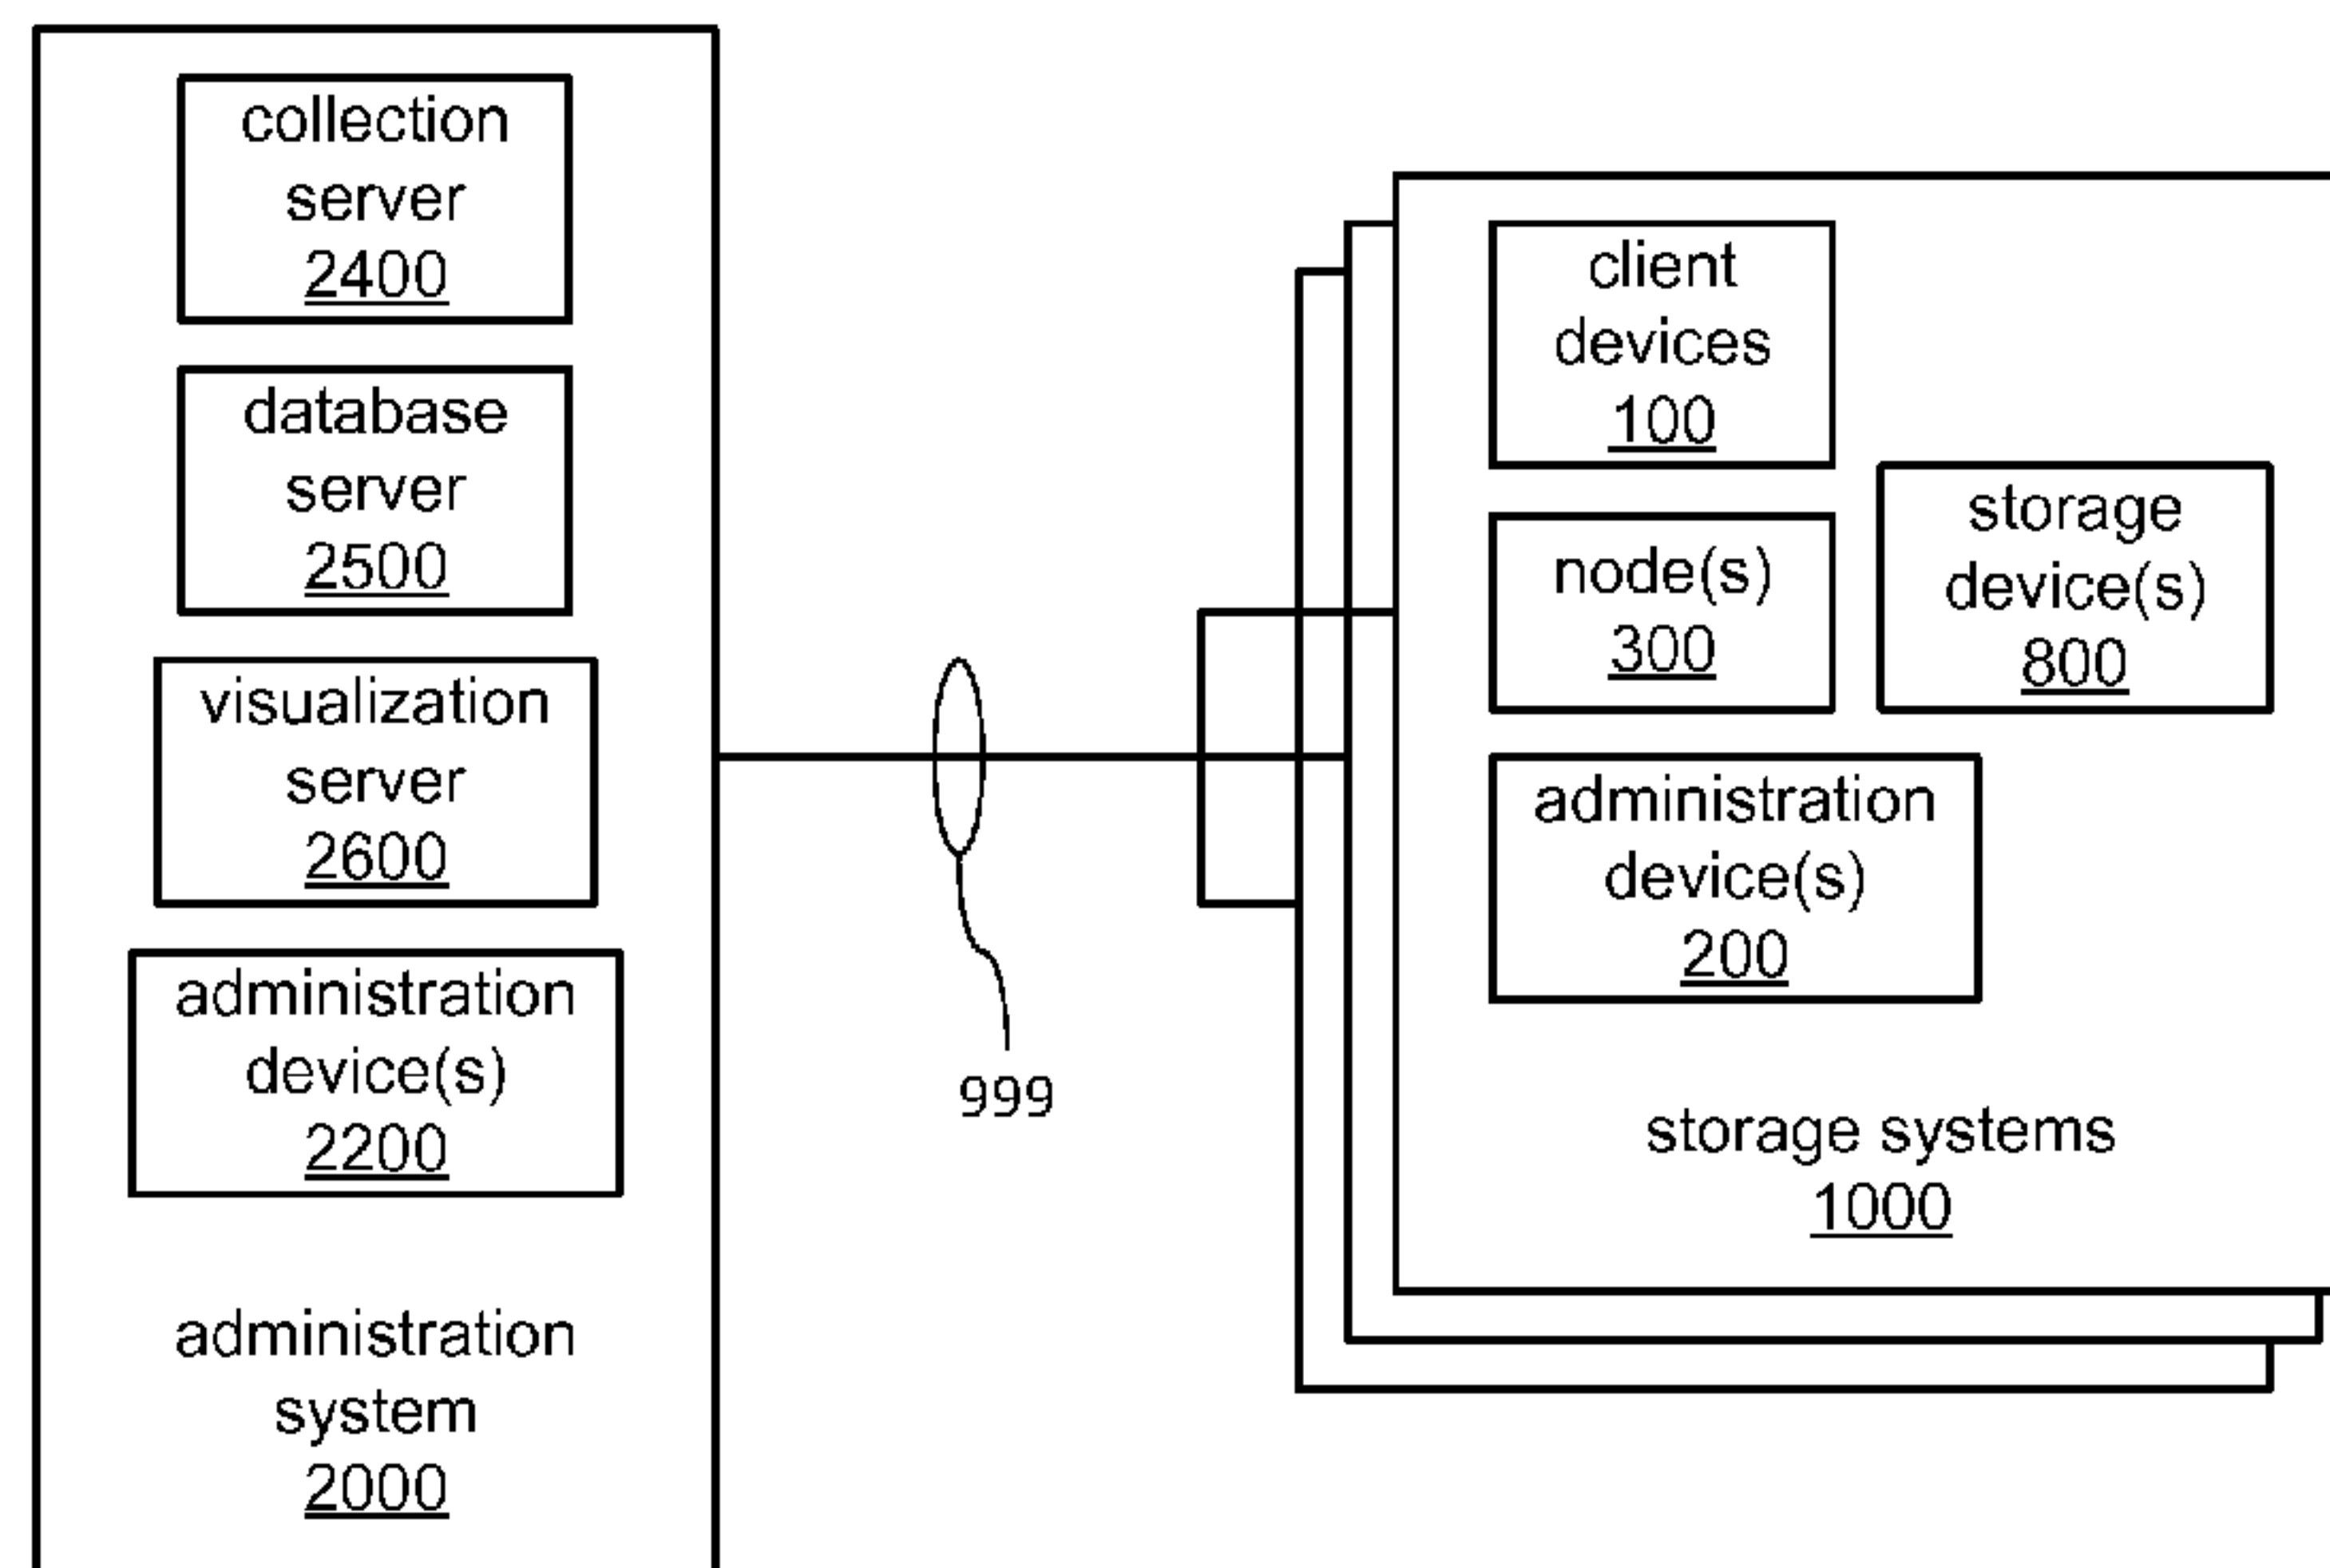 collection
server
2400
database
server
2500
visualization
server
2600
administration
device(s)
2200
administration
system
2000
999
client
devices
100
node(s)
300
storage
device(s)
800
administration
device(s)
200
storage systems
1000